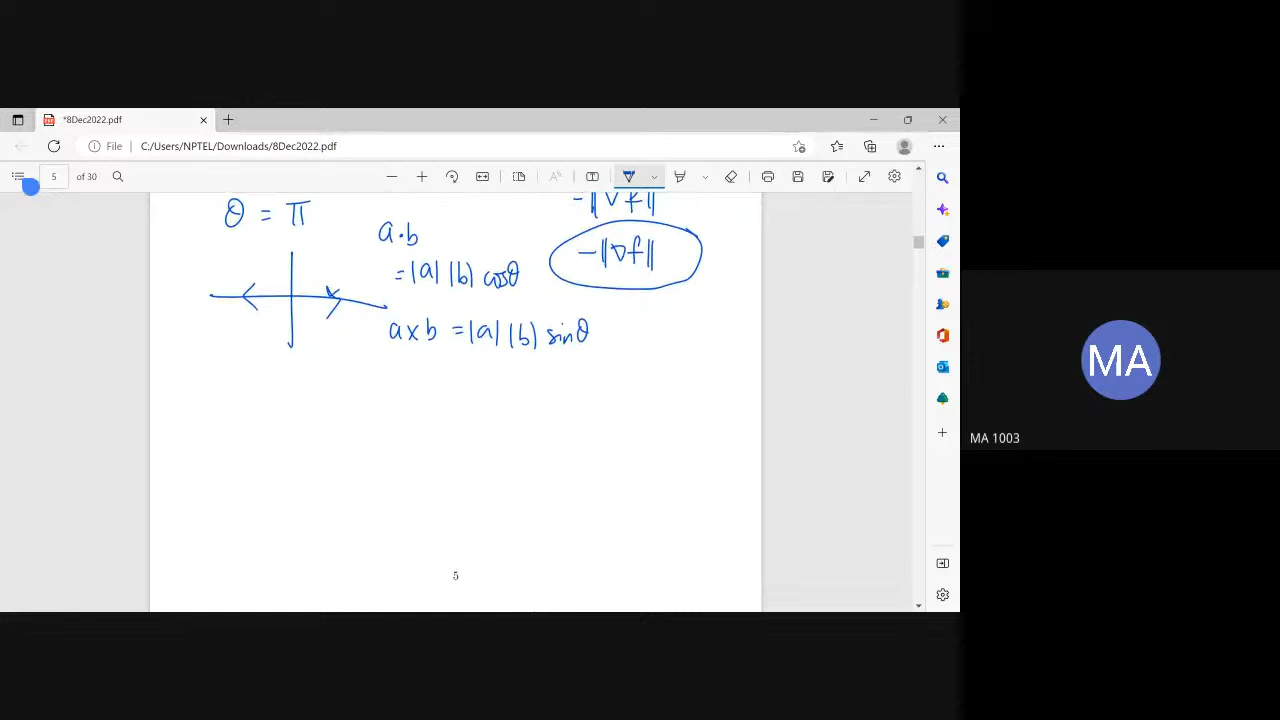 *8Dec2022.pdf
File C:/Users/NPTEL/Downloads/8Dec2022.pdf
5 of 30
-‖∇f‖
θ = π
a·b
-‖∇f‖
= |a| |b| cosθ
a×b = |a| |b| sinθ
5
MA
MA 1003